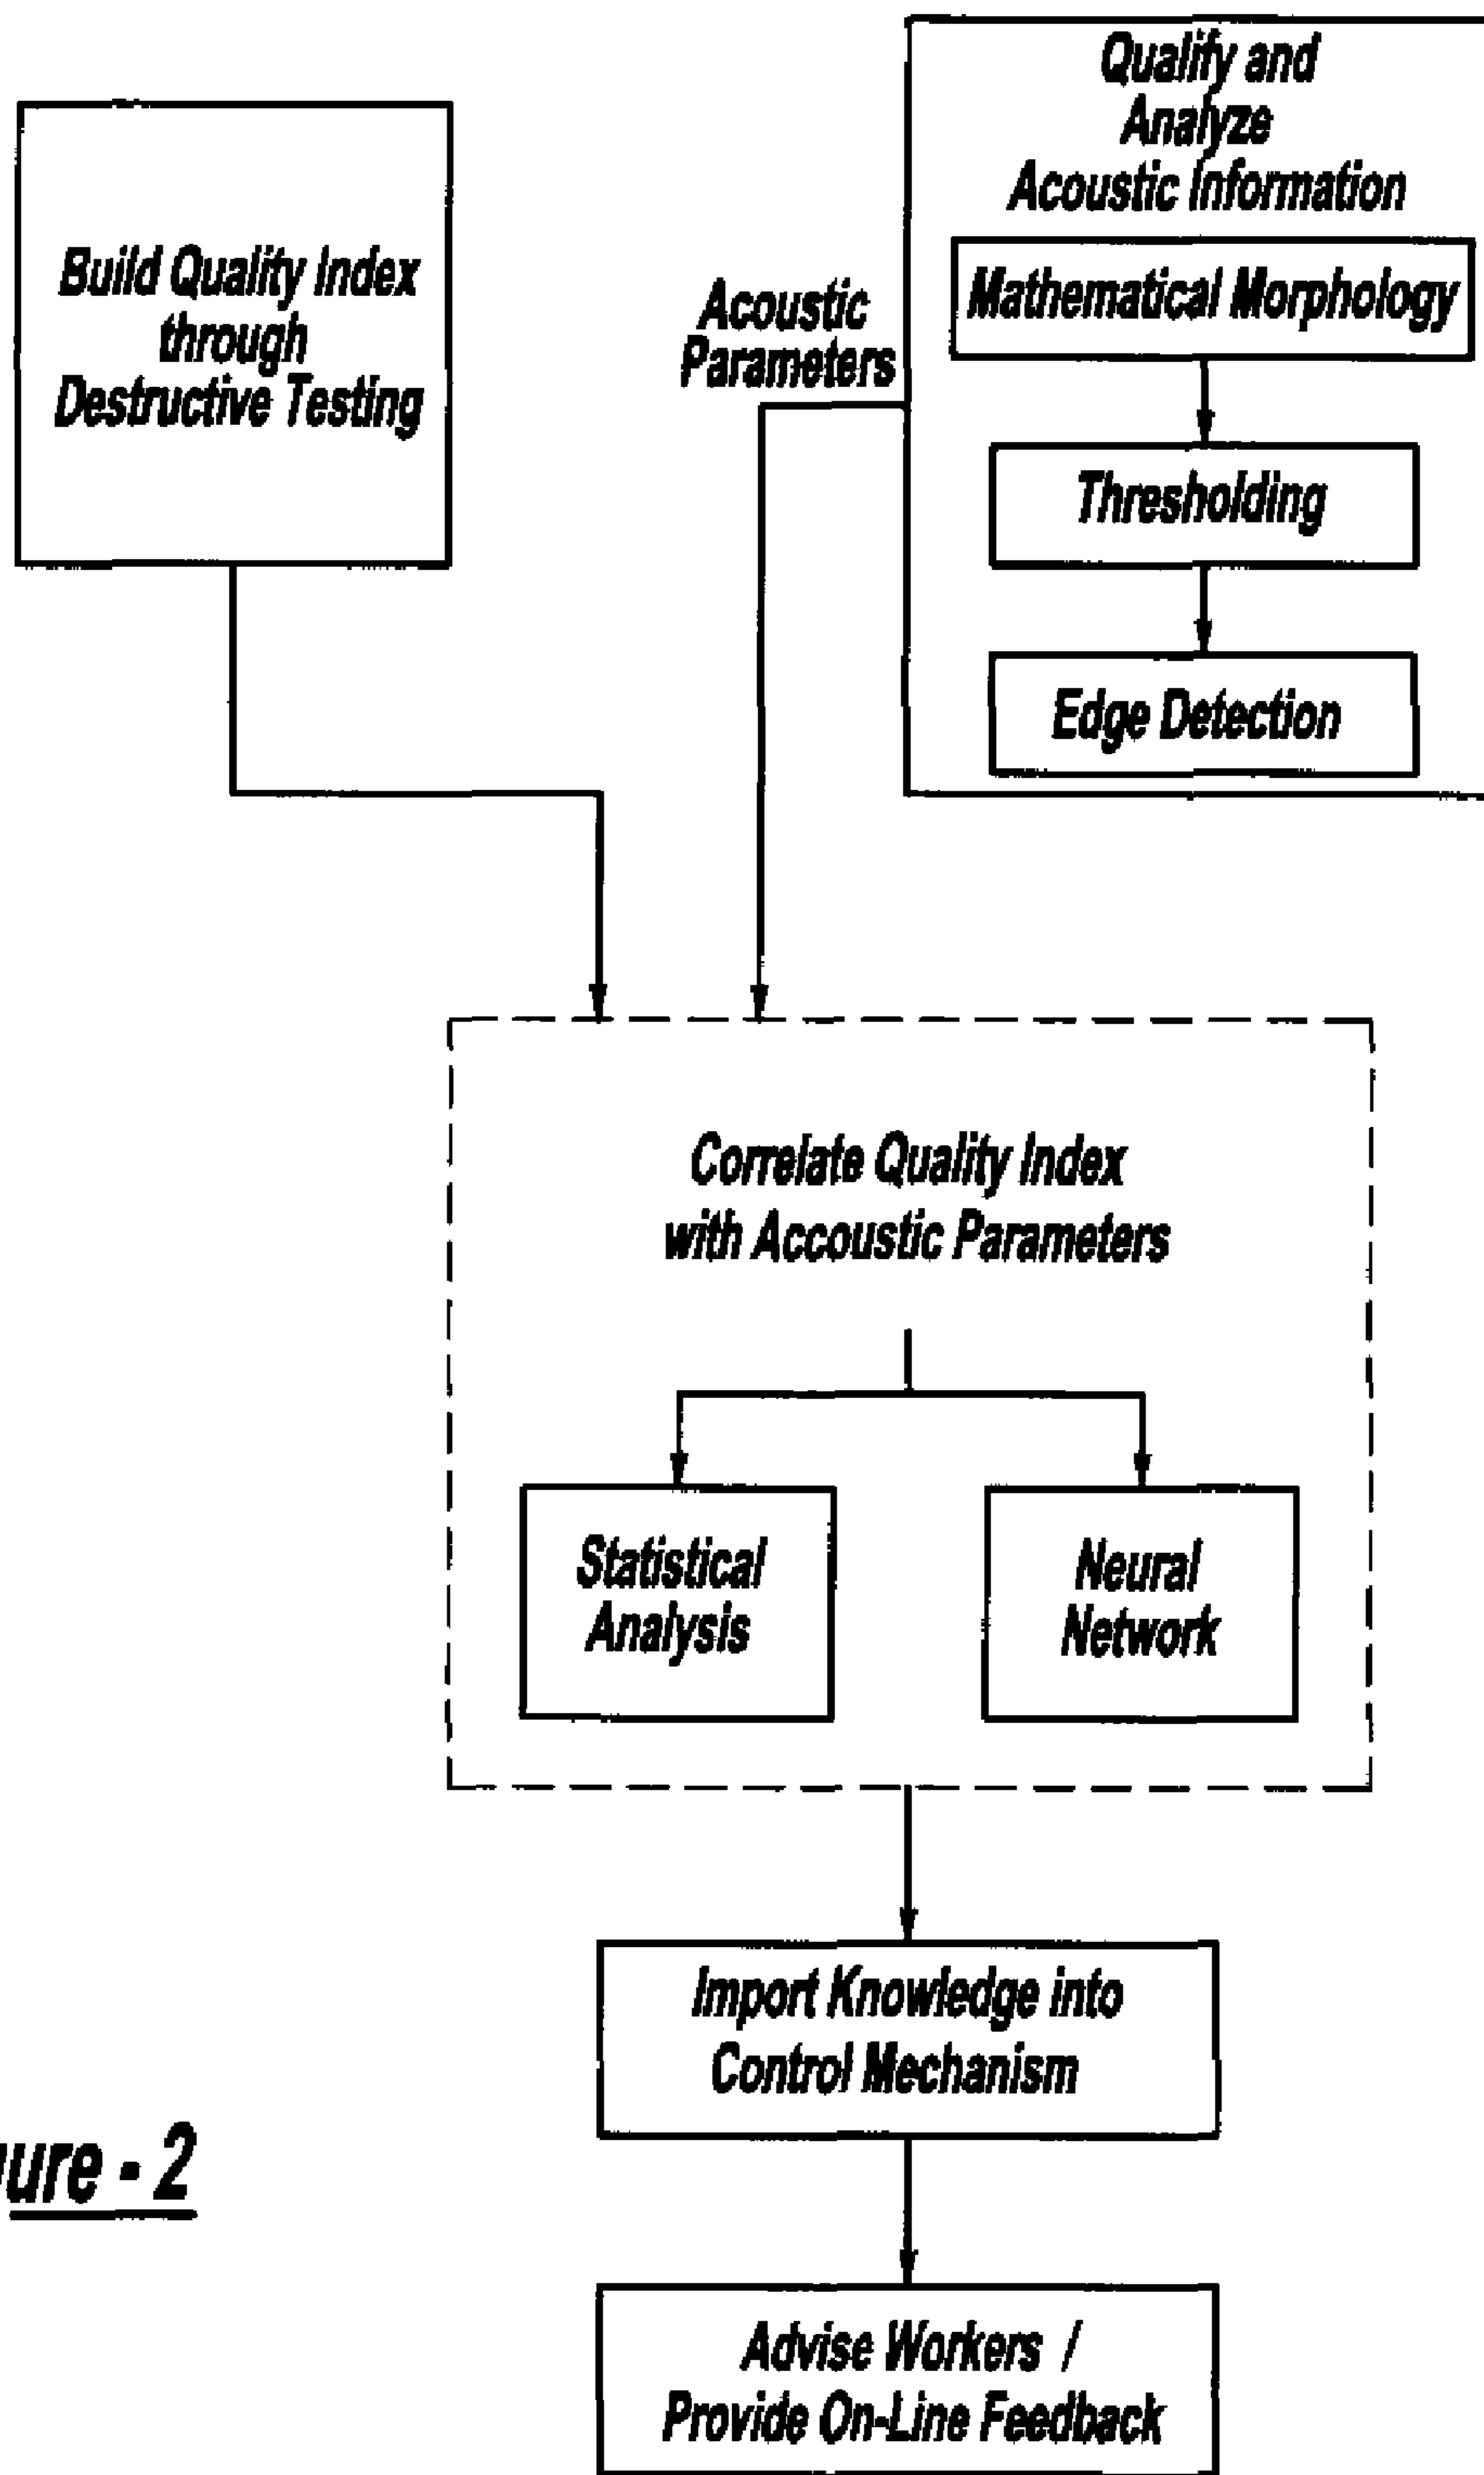 Build Quality Index
through
Destructive Testing
Acoustic
Parameters
Qualify and
Analyze
Acoustic Information
Mathematical Morphology
Thresholding
Edge Detection
Correlate Quality Index
with Accoustic Parameters
Statistical
Analysis
Neural
Network
Import Knowledge into
Control Mechanism
Advise Workers /
Provide On-Line Feedback
ure - 2